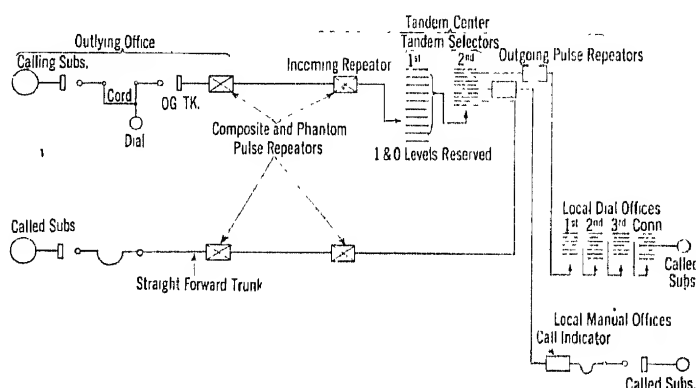 Tandem Center
Outlying Office
Tandem Selectors
Calling Subs.
1st
2nd
Outgoing Pulse Repeators
Incoming Repeator
Cord
OG TK.
Dial
Composite and Phantom
Pulse Repeators
1 & 0 Levels Reserved
Called Subs
Straight Forward Trunk
Local Dial Offices
1st 2nd 3rd Conn
Called
Subs
Local Manual Offices
Call Indicator
Called Subs